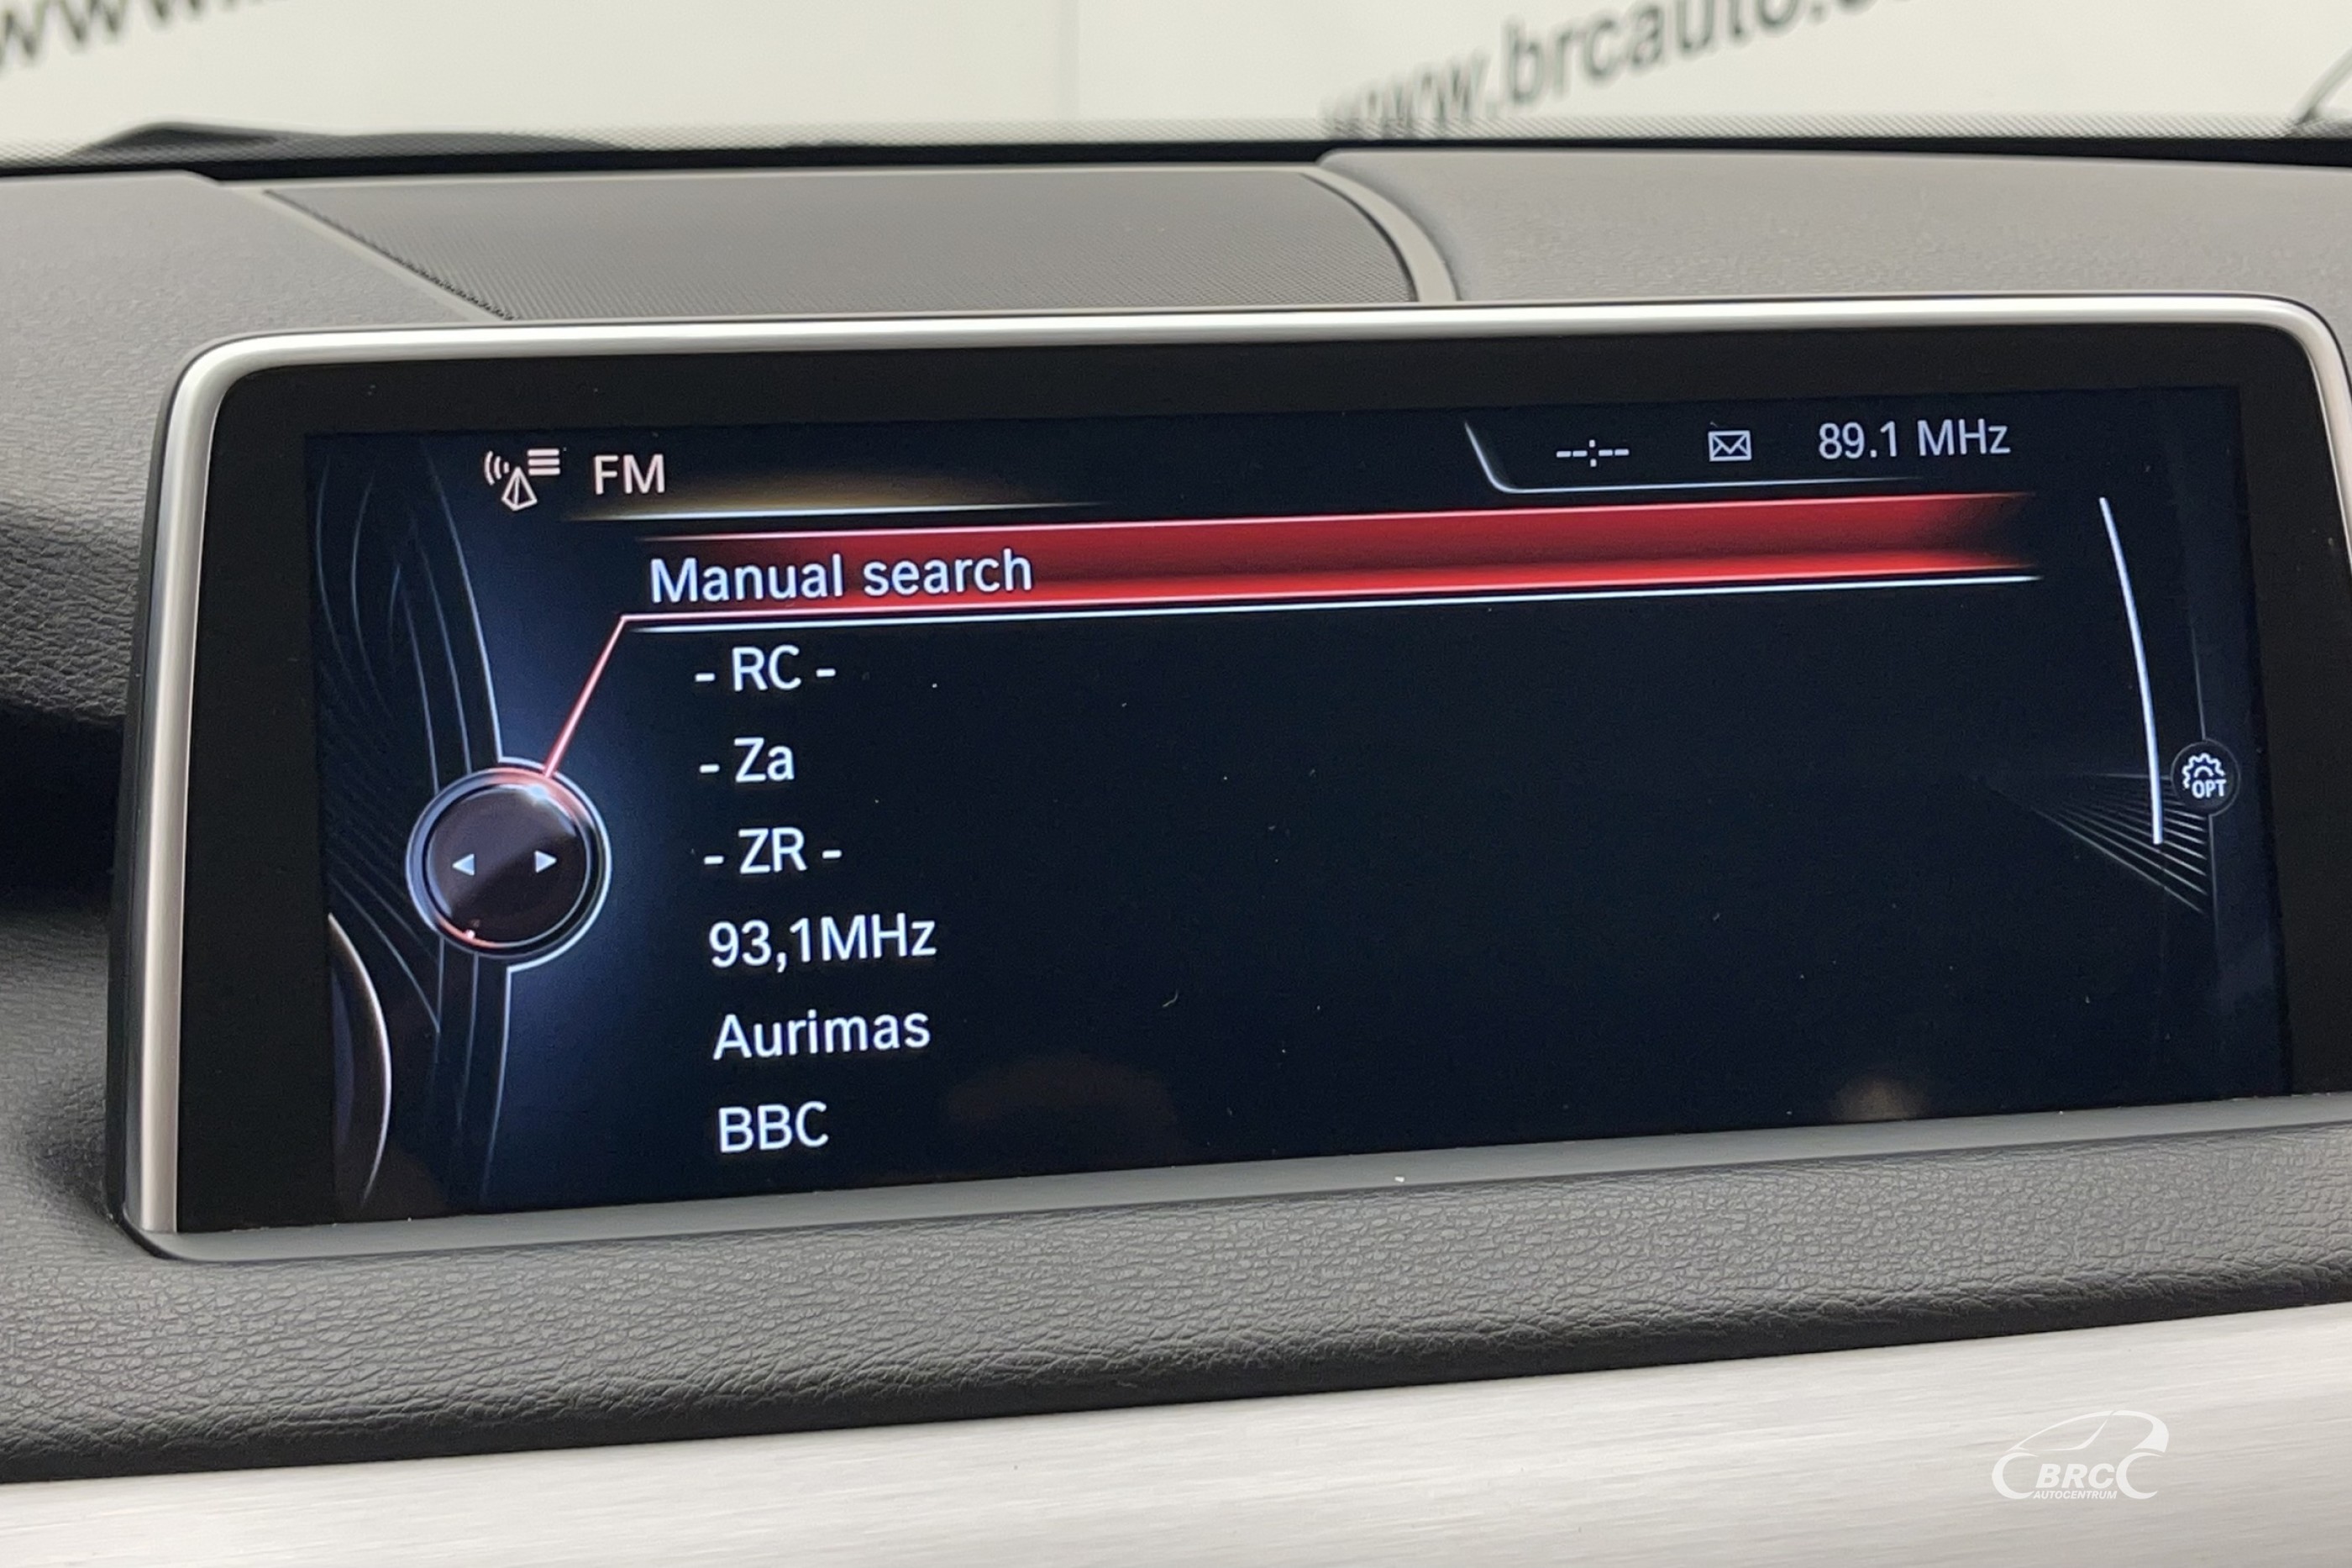 www.brcauto.
FM
--:--
89.1 MHz
Manual search
- RC -
- Za
- ZR -
93,1MHz
Aurimas
BBC
OPT
BRC
AUTOCENTRUM